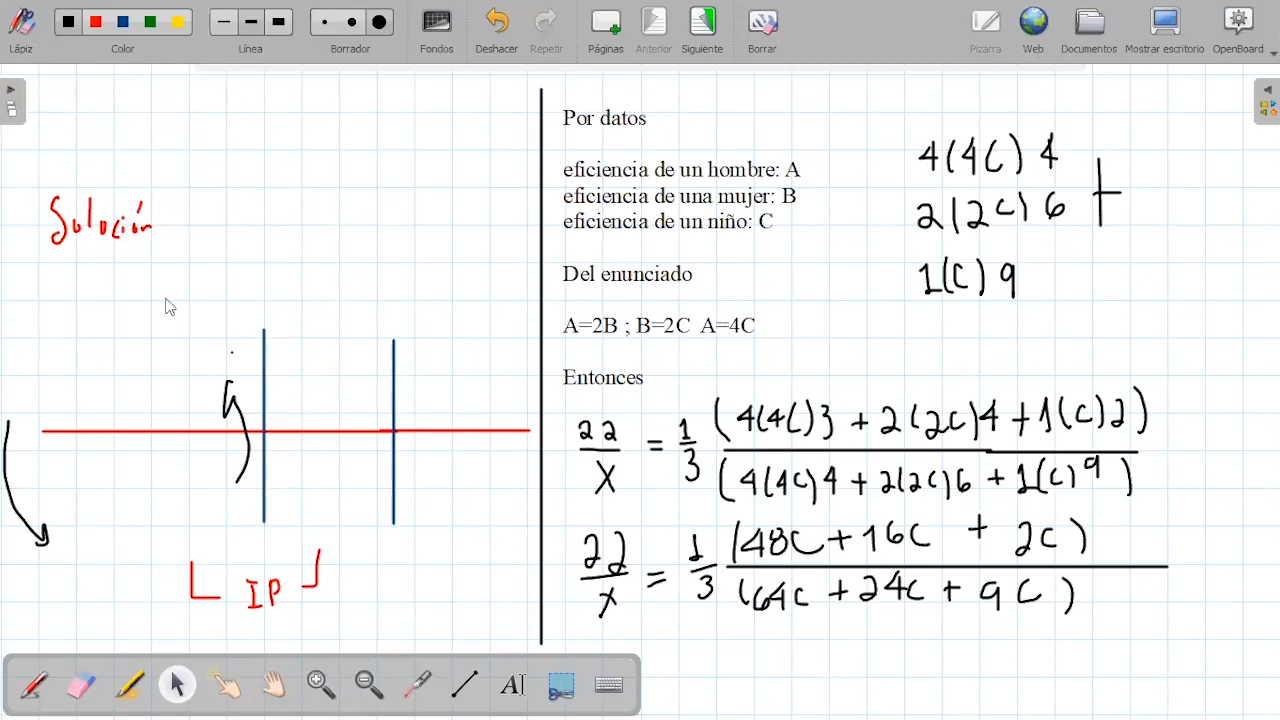 Lápiz
Color
Línea
Borrador
Fondos
Deshacer
Repetir
Páginas
Anterior
Siguiente
Borrar
Pizarra
Web
Documentos
Mostrar escritorio
OpenBoard
Solución
IP
Por datos
eficiencia de un hombre: A
eficiencia de una mujer: B
eficiencia de un niño: C
Del enunciado
A=2B ; B=2C A=4C
Entonces
4(4C)4
2(2C)6 +
1(C)9
22/X = 1/3 (4(4C)3 + 2(2C)4 + 1(C)2)/(4(4C)4 + 2(2C)6 + 1(C)9)
22/X = 1/3 (48C + 16C + 2C)/(64C + 24C + 9C)
A